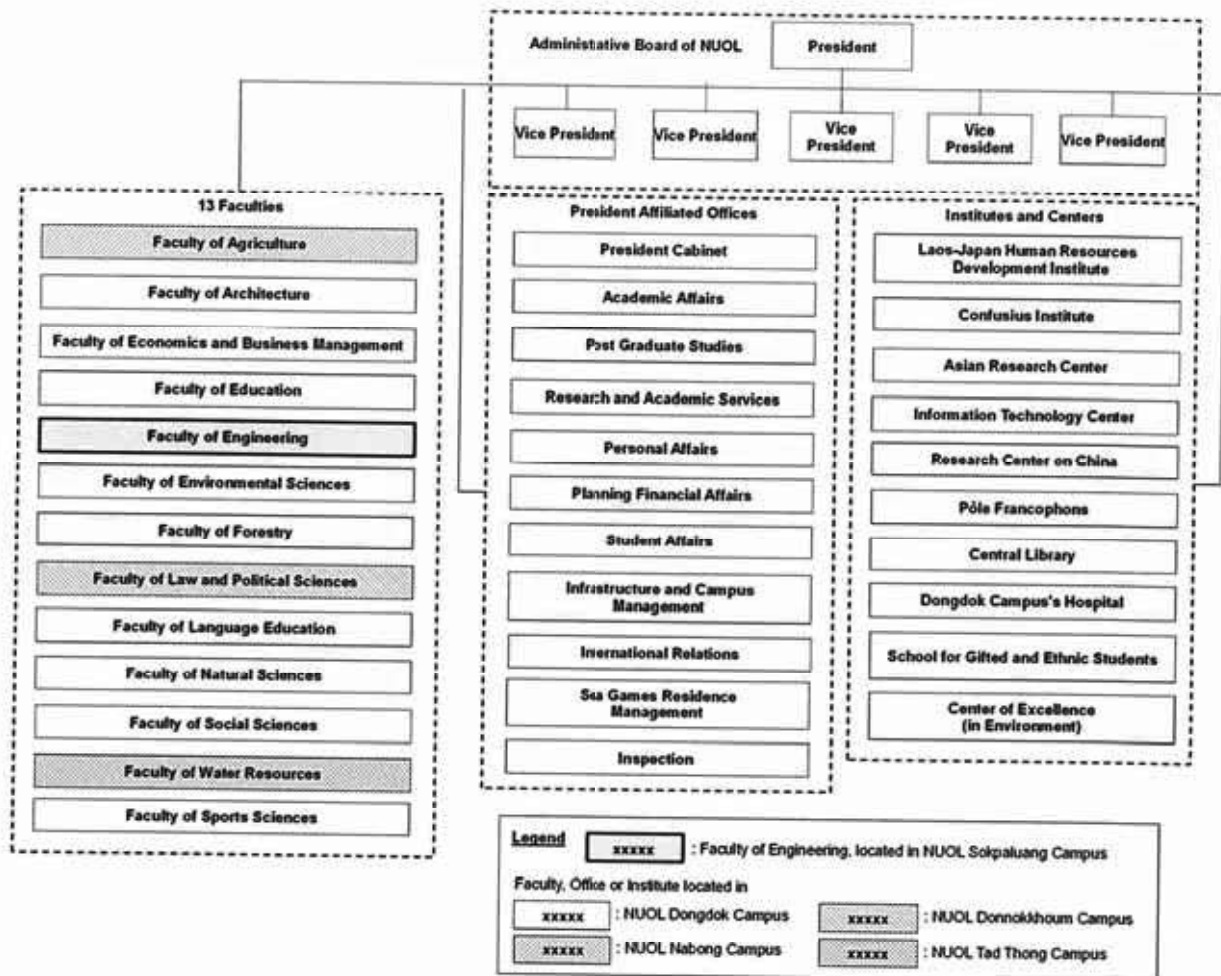 Administative Board of NUOL
President
Vice President
Vice President
Vice
President
Vice
President
Vice President
13 Faculties
Faculty of Agriculture
Faculty of Architecture
Faculty of Economics and Business Management
Faculty of Education
Faculty of Engineering
Faculty of Environmental Sciences
Faculty of Forestry
Faculty of Law and Political Sciences
Faculty of Language Education
Faculty of Natural Sciences
Faculty of Social Sciences
Faculty of Water Resources
Faculty of Sports Sciences
President Affiliated Offices
President Cabinet
Academic Affairs
Post Graduate Studies
Research and Academic Services
Personal Affairs
Planning Financial Affairs
Student Affairs
Infrastructure and Campus
Management
International Relations
Sea Games Residence
Management
Inspection
Institutes and Centers
Laos-Japan Human Resources
Development Institute
Confusius Institute
Asian Research Center
Information Technology Center
Research Center on China
Pôle Francophons
Central Library
Dongdok Campus's Hospital
School for Gifted and Ethnic Students
Center of Excellence
(in Environment)
Legend
xxxxx : Faculty of Engineering, located in NUOL Sokpaluang Campus
Faculty, Office or Institute located in
xxxxx : NUOL Dongdok Campus
xxxxx : NUOL Donnokkhoum Campus
xxxxx : NUOL Nabong Campus
xxxxx : NUOL Tad Thong Campus